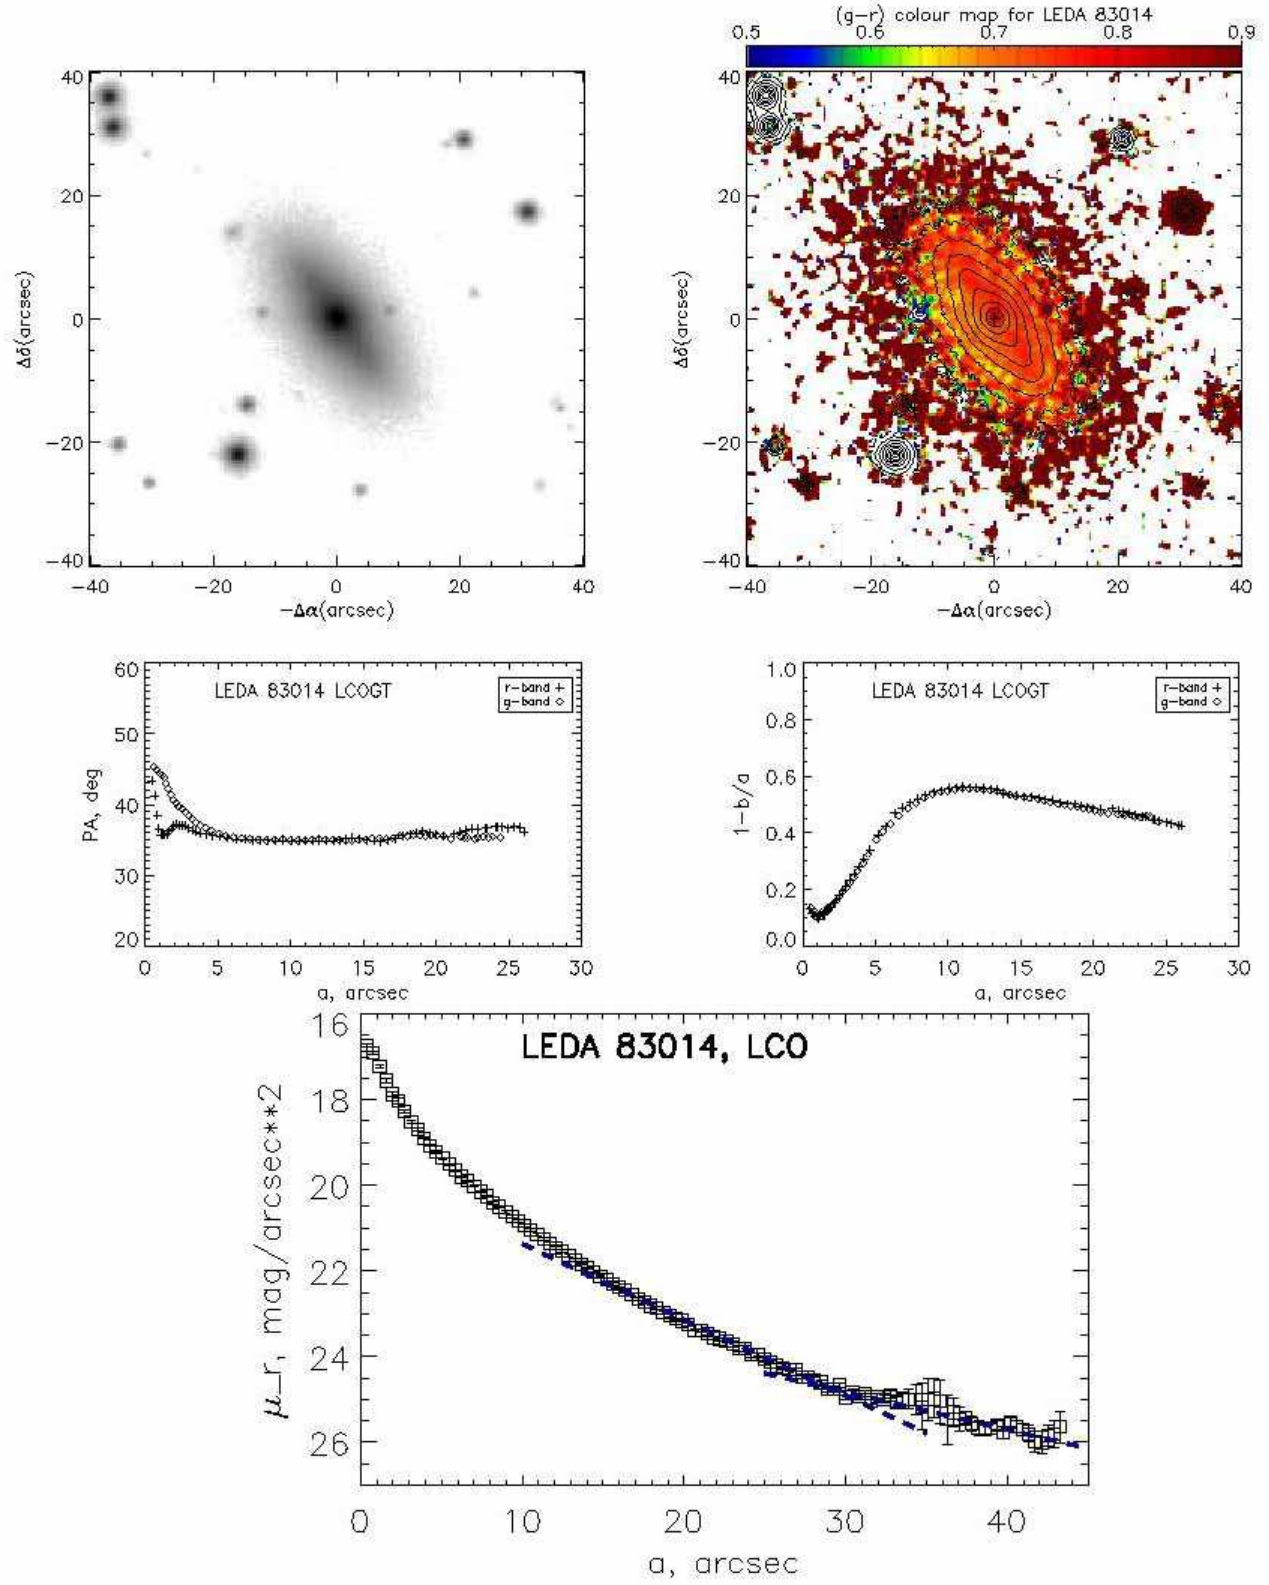 (g−r) colour map for LEDA 83014
0.5 0.6 0.7 0.8 0.9
40
20
0
−20
−40
Δδ(arcsec)
−40 −20 0 20 40
−Δα(arcsec)
40
20
0
−20
−40
Δδ(arcsec)
−40 −20 0 20 40
−Δα(arcsec)
60
50
40
30
20
PA, deg
LEDA 83014 LCOGT
r−band +
g−band ◇
0 5 10 15 20 25 30
a, arcsec
1.0
0.8
0.6
0.4
0.2
0.0
1−b/a
LEDA 83014 LCOGT
r−band +
g−band ◇
0 5 10 15 20 25 30
a, arcsec
16
18
20
22
24
26
μ_r, mag/arcsec**2
LEDA 83014, LCO
0 10 20 30 40
a, arcsec